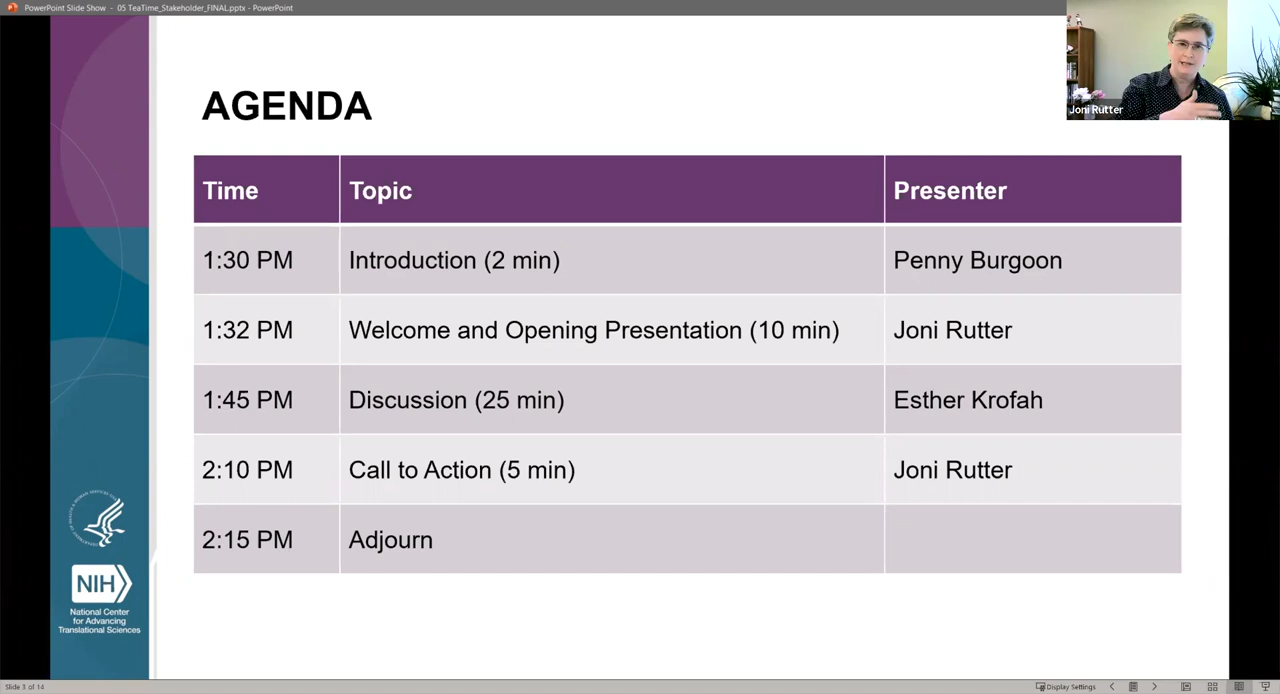 PowerPoint Slide Show - 05 TeaTime_Stakeholder_FINAL.pptx - PowerPoint
Joni Rutter
AGENDA
Time Topic Presenter
1:30 PM Introduction (2 min) Penny Burgoon
1:32 PM Welcome and Opening Presentation (10 min) Joni Rutter
1:45 PM Discussion (25 min) Esther Krofah
2:10 PM Call to Action (5 min) Joni Rutter
2:15 PM Adjourn
NIH
National Center
for Advancing
Translational Sciences
Slide 3 of 14
Display Settings